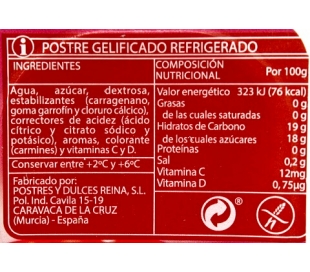 POSTRE GELIFICADO REFRIGERADO
INGREDIENTES
Agua, azúcar, dextrosa,
estabilizantes (carragenano,
goma garrofín y cloruro cálcico),
correctores de acidez (ácido
cítrico y citrato sódico y
potásico), aromas, colorante
(carmines) y vitaminas C y D.
Conservar entre +2ºC y +6ºC
Fabricado por:
POSTRES Y DULCES REINA, S.L.
Pol. Ind. Cavila 15-19
CARAVACA DE LA CRUZ
(Murcia) - España
COMPOSICIÓN
NUTRICIONAL Por 100g
Valor energético 323 kJ (76 kcal)
Grasas 0 g
de las cuales saturadas 0 g
Hidratos de Carbono 19 g
de los cuales azúcares 18 g
Proteínas 0 g
Sal 0,2 g
Vitamina C 12mg
Vitamina D 0,75µg